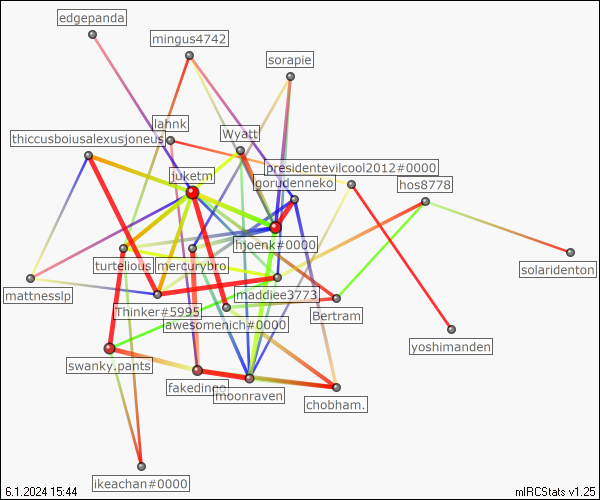 edgepanda
mingus4742
sorapie
lahnk
Wyatt
thiccusboiusalexusjoneus
presidentevilcool2012#0000
juketm
gorudenneko
hos8778
hjoenk#0000
turtelious
mercurybro
solaridenton
maddiee3773
mattnesslp
Thinker#5995
Bertram
awesomenich#0000
yoshimanden
swanky.pants
fakedingo
moonraven
chobham.
ikeachan#0000
6.1.2024 15:44
mIRCStats v1.25